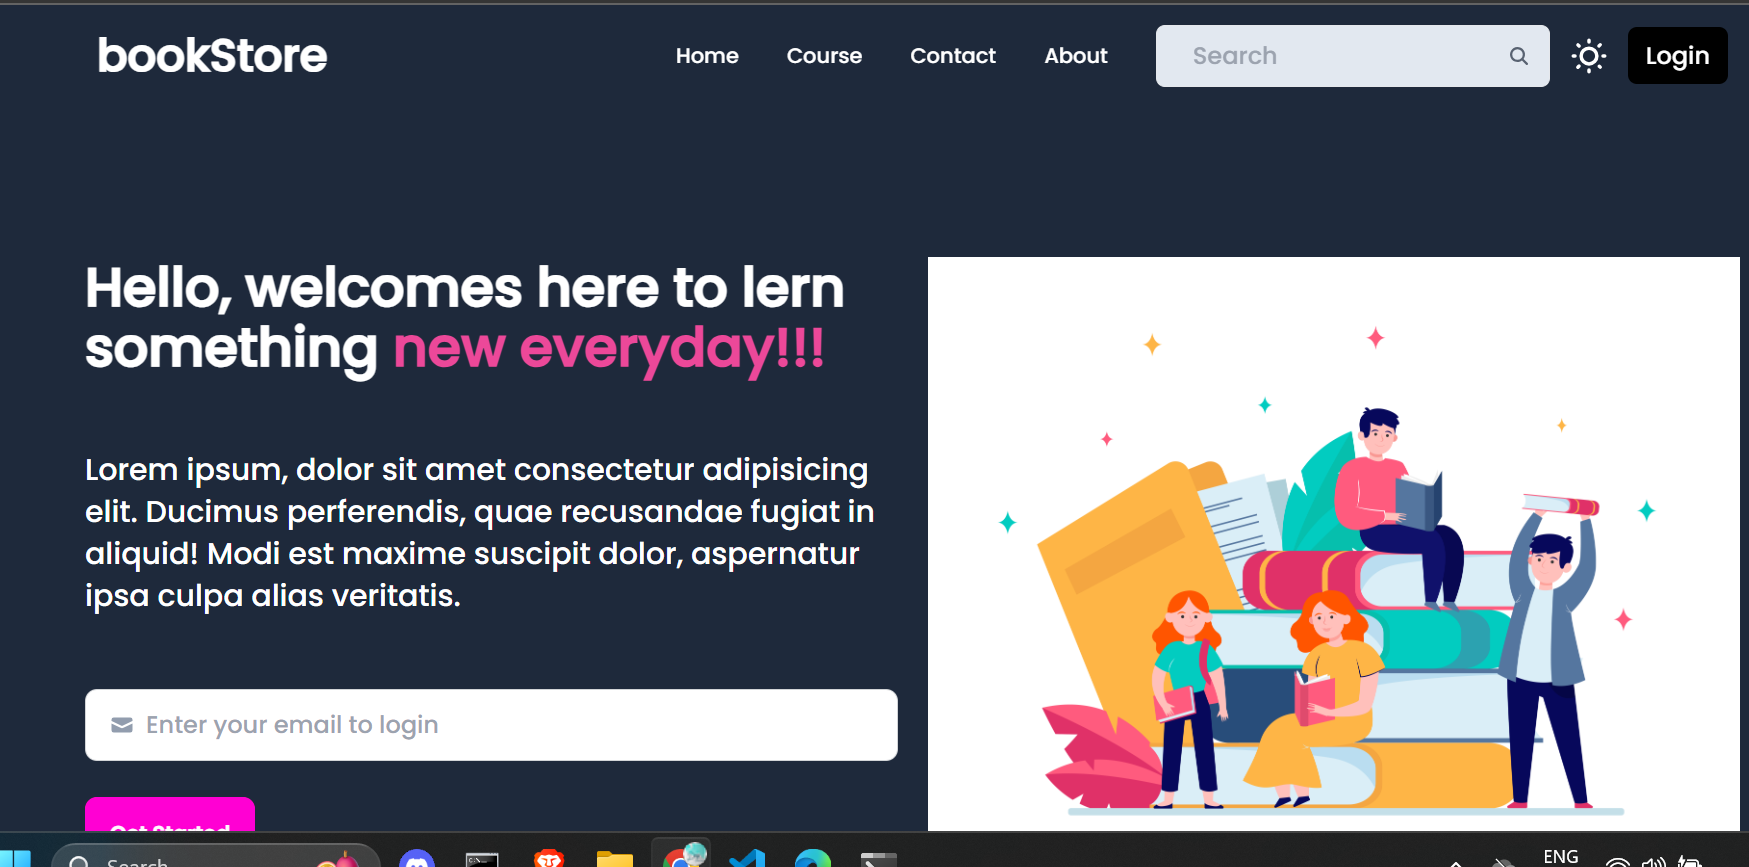 bookStore
Home
Course
Contact
About
Search
Login
Hello, welcomes here to lern
something new everyday!!!
Lorem ipsum, dolor sit amet consectetur adipisicing
elit. Ducimus perferendis, quae recusandae fugiat in
aliquid! Modi est maxime suscipit dolor, aspernatur
ipsa culpa alias veritatis.
Enter your email to login
Get Started
Search
ENG